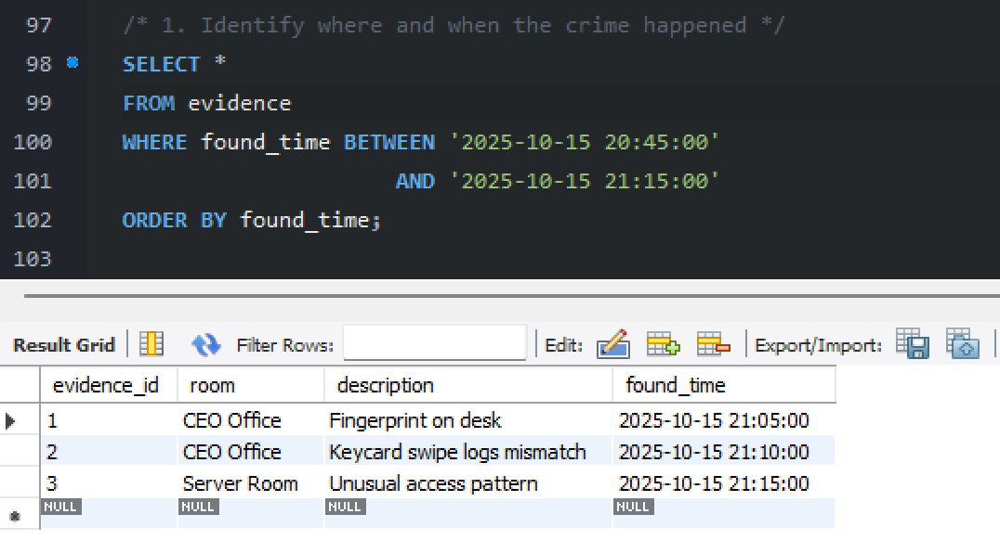 97 /* 1. Identify where and when the crime happened */
98 SELECT *
99 FROM evidence
100 WHERE found_time BETWEEN '2025-10-15 20:45:00'
101 AND '2025-10-15 21:15:00'
102 ORDER BY found_time;
103
Result Grid Filter Rows: Edit: Export/Import:
evidence_id room description found_time
1 CEO Office Fingerprint on desk 2025-10-15 21:05:00
2 CEO Office Keycard swipe logs mismatch 2025-10-15 21:10:00
3 Server Room Unusual access pattern 2025-10-15 21:15:00
NULL NULL NULL NULL